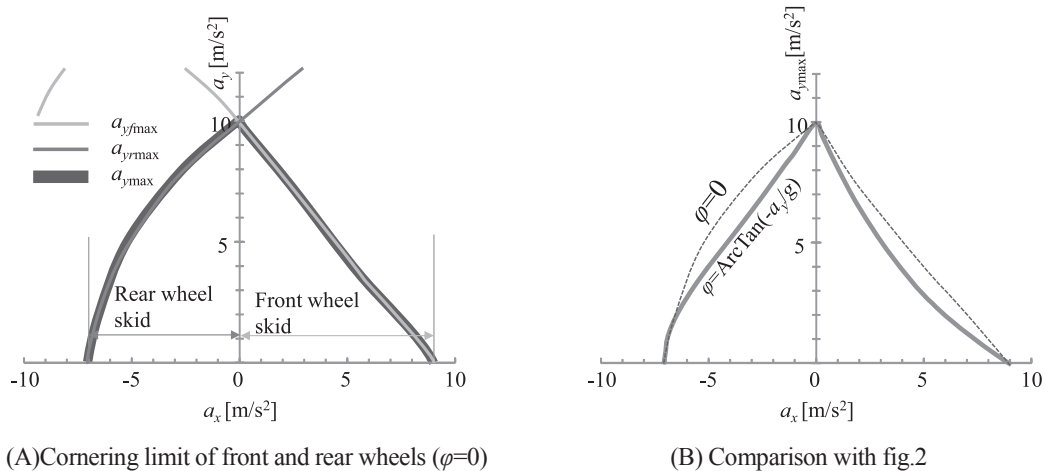 a_y [m/s²]
a_yfmax
a_yrmax
a_ymax
10
5
Rear wheel
skid
Front wheel
skid
-10 -5 0 5 10
a_x [m/s²]
(A)Cornering limit of front and rear wheels (φ=0)
a_ymax [m/s²]
10
φ=0
φ=ArcTan(-a_y/g)
5
-10 -5 0 5 10
a_x [m/s²]
(B) Comparison with fig.2